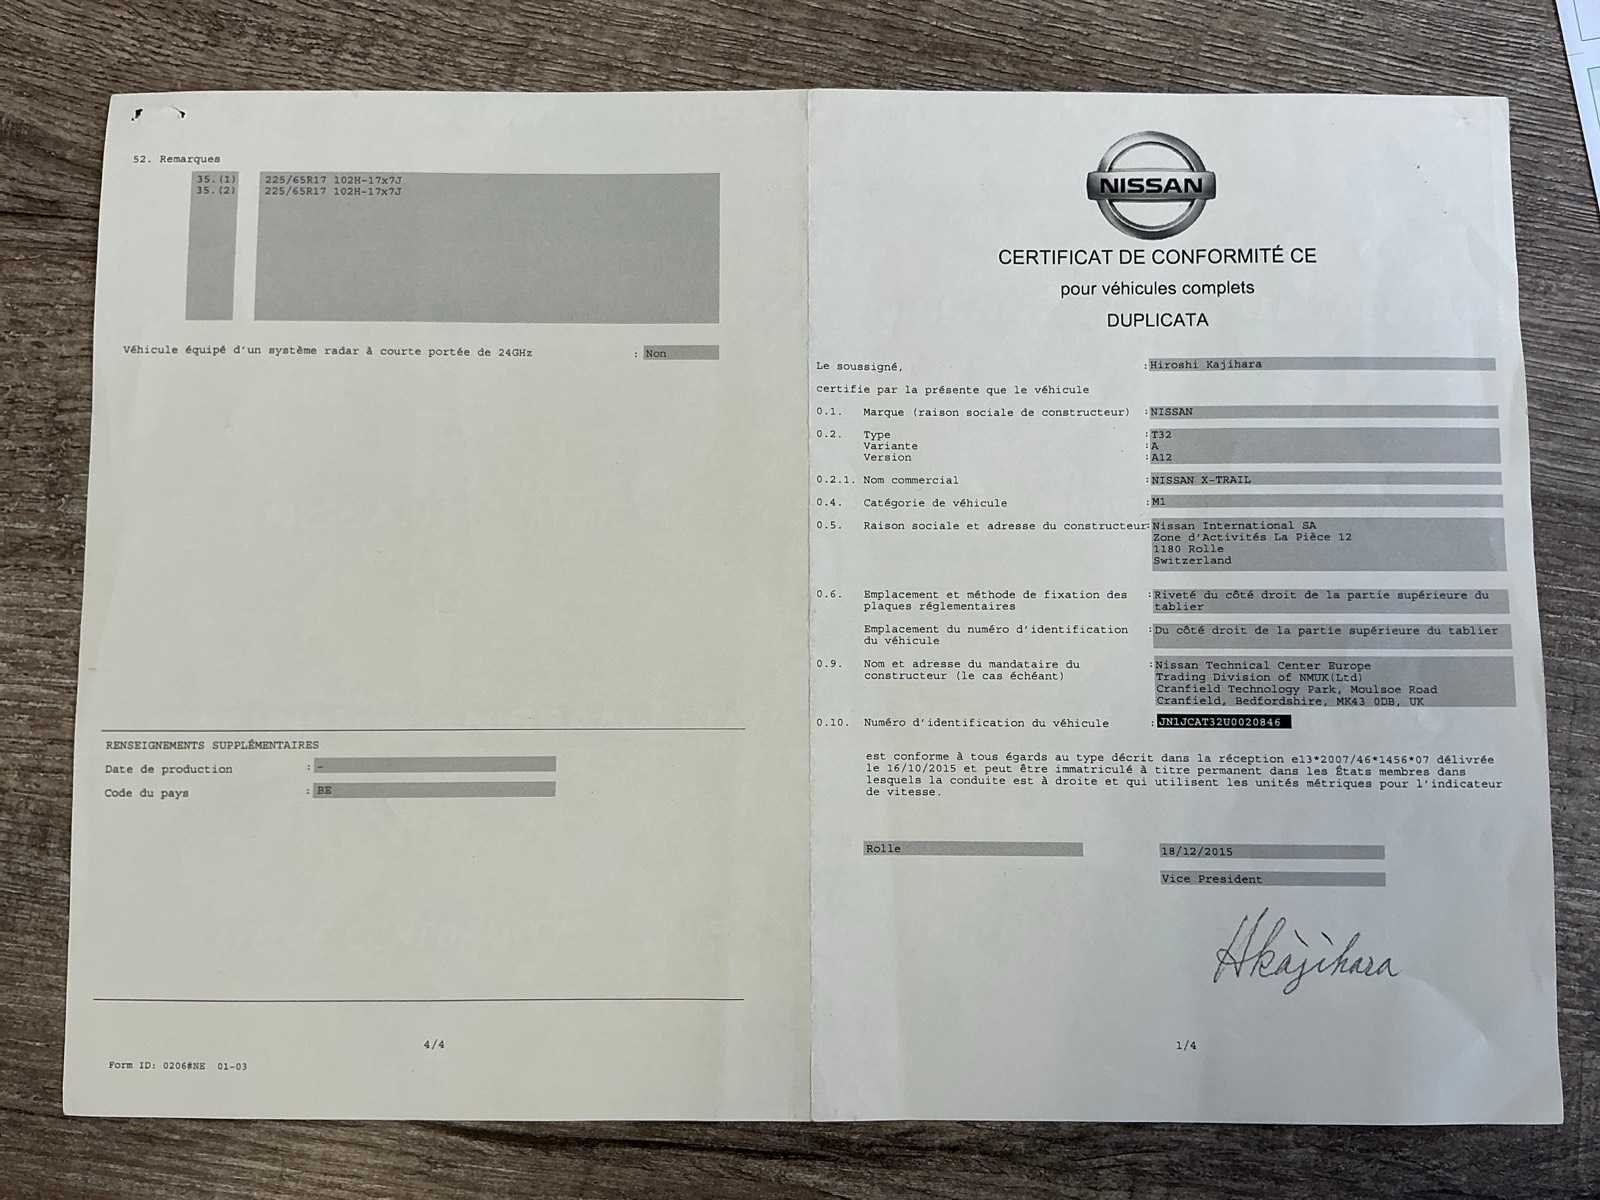 52. Remarques
35.(1) 225/65R17 102H-17x7J
35.(2) 225/65R17 102H-17x7J
Véhicule équipé d'un système radar à courte portée de 24GHz : Non
RENSEIGNEMENTS SUPPLÉMENTAIRES
Date de production : -
Code du pays : BE
4/4
Form ID: 0206#NE 01-03
NISSAN
CERTIFICAT DE CONFORMITÉ CE
pour véhicules complets
DUPLICATA
Le soussigné, :Hiroshi Kajihara
certifie par la présente que le véhicule
0.1. Marque (raison sociale de constructeur) :NISSAN
0.2. Type :T32
Variante :A
Version :A12
0.2.1. Nom commercial :NISSAN X-TRAIL
0.4. Catégorie de véhicule :M1
0.5. Raison sociale et adresse du constructeur:Nissan International SA
Zone d'Activités La Pièce 12
1180 Rolle
Switzerland
0.6. Emplacement et méthode de fixation des :Riveté du côté droit de la partie supérieure du
plaques réglementaires tablier
Emplacement du numéro d'identification :Du côté droit de la partie supérieure du tablier
du véhicule
0.9. Nom et adresse du mandataire du :Nissan Technical Center Europe
constructeur (le cas échéant) Trading Division of NMUK(Ltd)
Cranfield Technology Park, Moulsoe Road
Cranfield, Bedfordshire, MK43 0DB, UK
0.10. Numéro d'identification du véhicule :JN1JCAT32U0020846
est conforme à tous égards au type décrit dans la réception e13*2007/46*1456*07 délivrée
le 16/10/2015 et peut être immatriculé à titre permanent dans les États membres dans
lesquels la conduite est à droite et qui utilisent les unités métriques pour l'indicateur
de vitesse.
Rolle 18/12/2015
Vice President
HKajihara
1/4